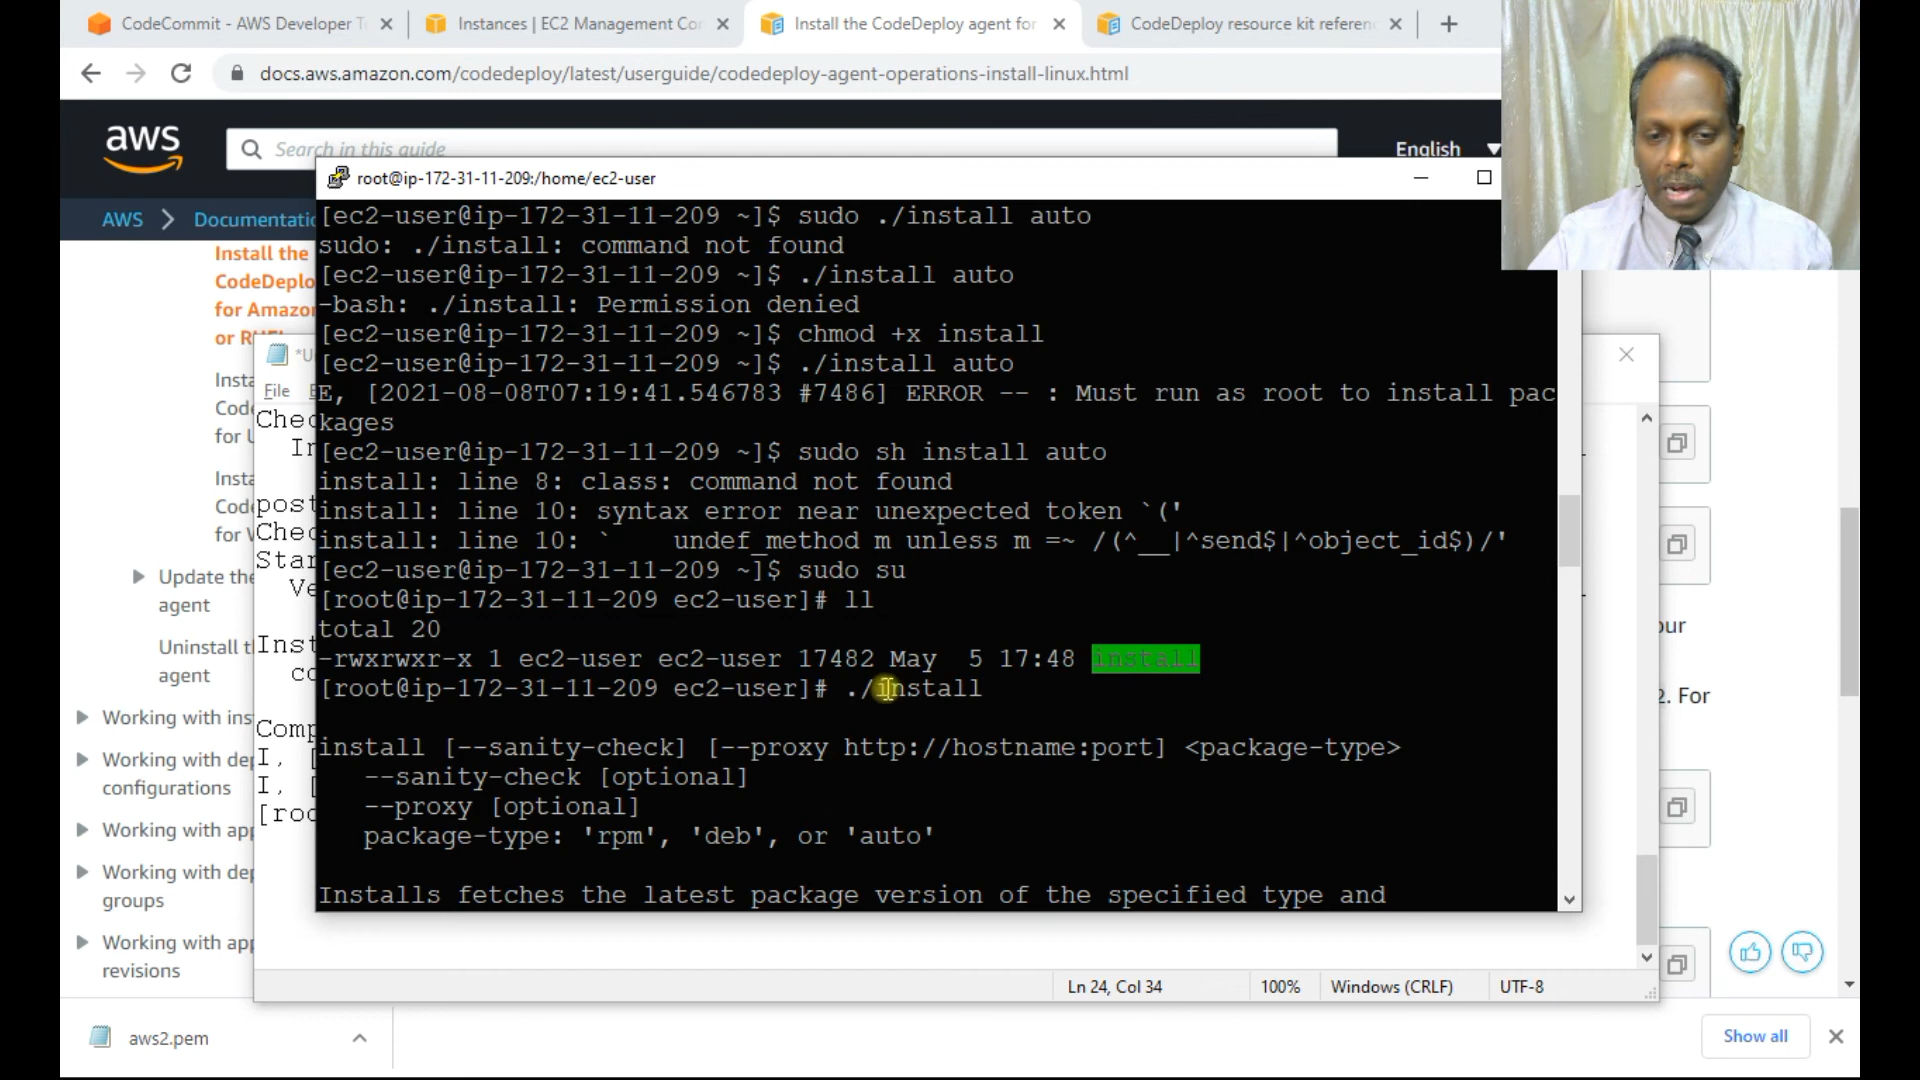 CodeCommit - AWS Developer T
Instances | EC2 Management Con
Install the CodeDeploy agent for
CodeDeploy resource kit referenc
docs.aws.amazon.com/codedeploy/latest/userguide/codedeploy-agent-operations-install-linux.html
aws
Search in this guide
English
AWS
Documentatio
root@ip-172-31-11-209:/home/ec2-user
[ec2-user@ip-172-31-11-209 ~]$ sudo ./install auto
sudo: ./install: command not found
[ec2-user@ip-172-31-11-209 ~]$ ./install auto
-bash: ./install: Permission denied
[ec2-user@ip-172-31-11-209 ~]$ chmod +x install
[ec2-user@ip-172-31-11-209 ~]$ ./install auto
E, [2021-08-08T07:19:41.546783 #7486] ERROR -- : Must run as root to install pac
kages
[ec2-user@ip-172-31-11-209 ~]$ sudo sh install auto
install: line 8: class: command not found
install: line 10: syntax error near unexpected token `('
install: line 10: `    undef_method m unless m =~ /(^__|^send$|^object_id$)/'
[ec2-user@ip-172-31-11-209 ~]$ sudo su
[root@ip-172-31-11-209 ec2-user]# ll
total 20
-rwxrwxr-x 1 ec2-user ec2-user 17482 May  5 17:48 install
[root@ip-172-31-11-209 ec2-user]# ./install
install [--sanity-check] [--proxy http://hostname:port] <package-type>
--sanity-check [optional]
--proxy [optional]
package-type: 'rpm', 'deb', or 'auto'
Installs fetches the latest package version of the specified type and
Install the
CodeDeplo
for Amazo
or RHEL
Insta
Code
for U
Insta
Code
for W
Update the
agent
Uninstall t
agent
Working with ins
Working with dep
configurations
Working with app
Working with dep
groups
Working with app
revisions
*U
File
Chec
In
post
Chec
Star
Ve
Inst
co
Comp
I, [
I, [
[roo
our
2. For
Ln 24, Col 34
100%
Windows (CRLF)
UTF-8
aws2.pem
Show all